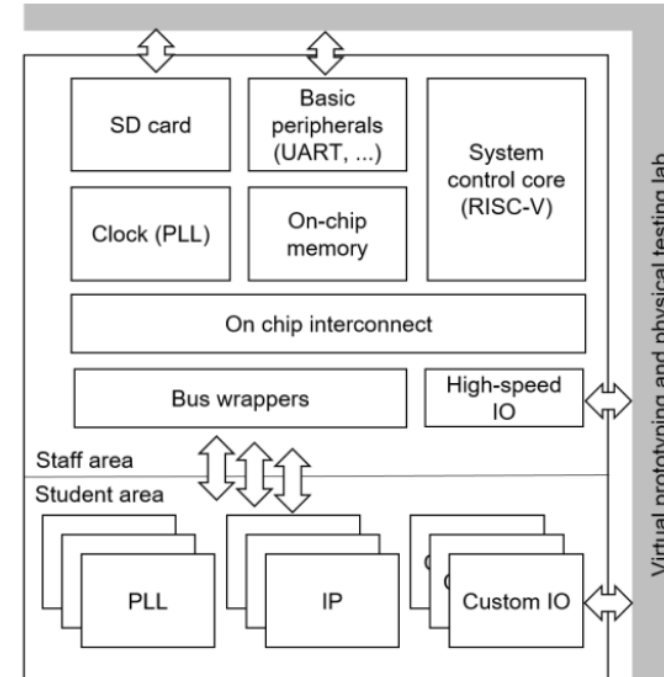 SD card
Basic
peripherals
(UART, ...)
System
control core
(RISC-V)
Clock (PLL)
On-chip
memory
On chip interconnect
Bus wrappers
High-speed
IO
Staff area
Student area
PLL
IP
Custom IO
Virtual prototyping and physical testing lab